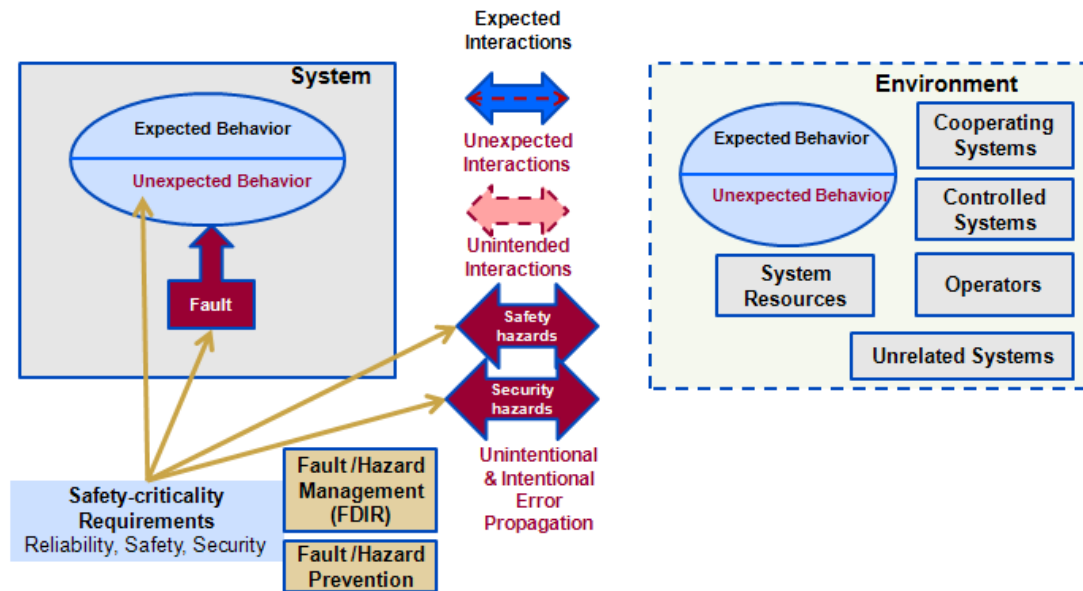 Expected
Interactions
System
Expected Behavior
Unexpected Behavior
Fault
Unexpected
Interactions
Unintended
Interactions
Safety
hazards
Security
hazards
Unintentional
& Intentional
Error
Propagation
Environment
Expected Behavior
Unexpected Behavior
Cooperating
Systems
Controlled
Systems
System
Resources
Operators
Unrelated Systems
Safety-criticality
Requirements
Reliability, Safety, Security
Fault /Hazard
Management
(FDIR)
Fault /Hazard
Prevention